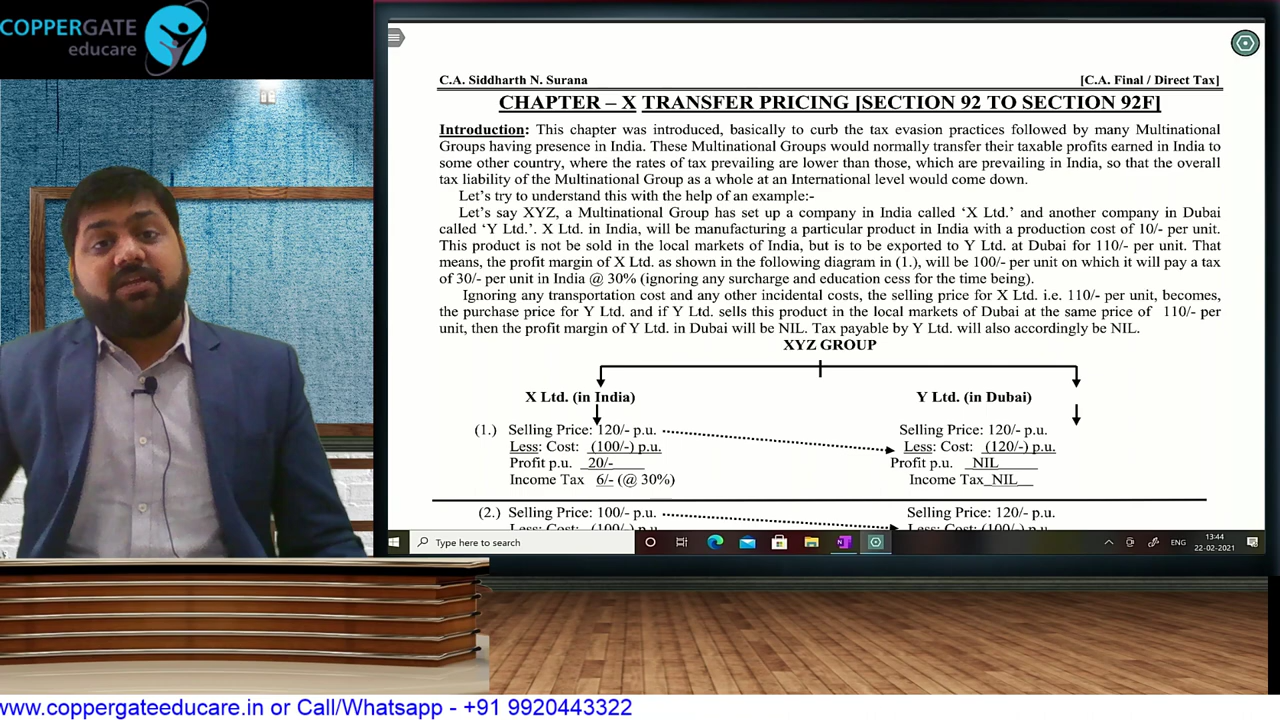 COPPERGATE
educare
C.A. Siddharth N. Surana [C.A. Final / Direct Tax]
CHAPTER – X TRANSFER PRICING [SECTION 92 TO SECTION 92F]
Introduction: This chapter was introduced, basically to curb the tax evasion practices followed by many Multinational
Groups having presence in India. These Multinational Groups would normally transfer their taxable profits earned in India to
some other country, where the rates of tax prevailing are lower than those, which are prevailing in India, so that the overall
tax liability of the Multinational Group as a whole at an International level would come down.
Let's try to understand this with the help of an example:-
Let's say XYZ, a Multinational Group has set up a company in India called 'X Ltd.' and another company in Dubai
called 'Y Ltd.'. X Ltd. in India, will be manufacturing a particular product in India with a production cost of 10/- per unit.
This product is not be sold in the local markets of India, but is to be exported to Y Ltd. at Dubai for 110/- per unit. That
means, the profit margin of X Ltd. as shown in the following diagram in (1.), will be 100/- per unit on which it will pay a tax
of 30/- per unit in India @ 30% (ignoring any surcharge and education cess for the time being).
Ignoring any transportation cost and any other incidental costs, the selling price for X Ltd. i.e. 110/- per unit, becomes,
the purchase price for Y Ltd. and if Y Ltd. sells this product in the local markets of Dubai at the same price of 110/- per
unit, then the profit margin of Y Ltd. in Dubai will be NIL. Tax payable by Y Ltd. will also accordingly be NIL.
XYZ GROUP
X Ltd. (in India) Y Ltd. (in Dubai)
(1.) Selling Price: 120/- p.u. Selling Price: 120/- p.u.
Less: Cost: (100/-) p.u. Less: Cost: (120/-) p.u.
Profit p.u. 20/- Profit p.u. NIL
Income Tax 6/- (@ 30%) Income Tax NIL
(2.) Selling Price: 100/- p.u. Selling Price: 120/- p.u.
Less: Cost: (100/-) p.u. Less: Cost: (100/-) p.u.
Type here to search ENG 13:44
22-02-2021
www.coppergateeducare.in or Call/Whatsapp - +91 9920443322